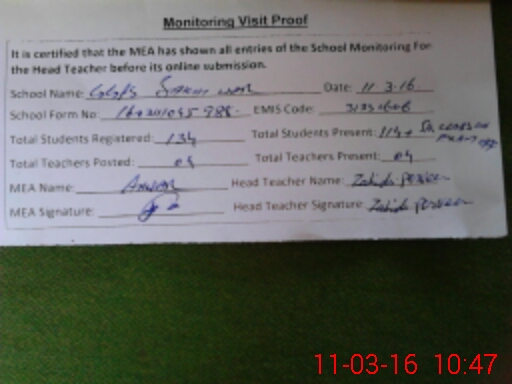 Monitoring Visit Proof
It is certified that the MEA has shown all entries of the School Monitoring For
the Head Teacher before its online submission.
School Name: GGPS Date: 11-3-16
School Form No: EMIS Code:
Total Students Registered: 134 Total Students Present: 114+
Total Teachers Posted: 04 Total Teachers Present: 04
MEA Name: Anwar Head Teacher Name: Zahida Perveen
MEA Signature: Head Teacher Signature: Zahida Perveen
11-03-16 10:47